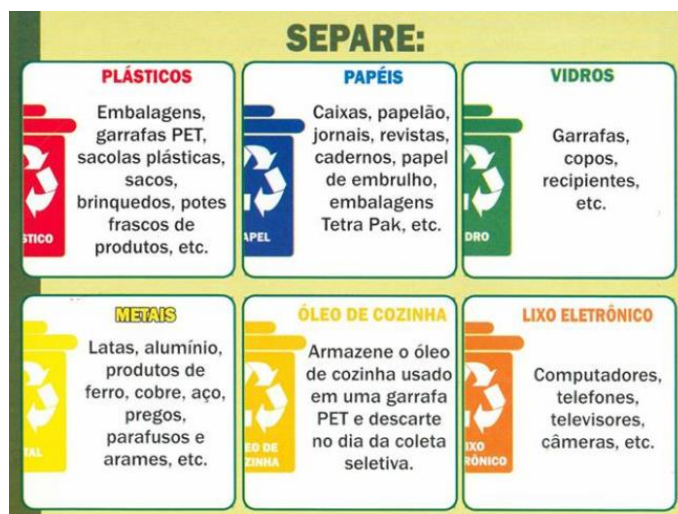 SEPARE:
PLÁSTICOS
Embalagens,
garrafas PET,
sacolas plásticas,
sacos,
brinquedos, potes
frascos de
produtos, etc.
STICO
PAPÉIS
Caixas, papelão,
jornais, revistas,
cadernos, papel
de embrulho,
embalagens
Tetra Pak, etc.
APEL
VIDROS
Garrafas,
copos,
recipientes,
etc.
DRO
METAIS
Latas, alumínio,
produtos de
ferro, cobre, aço,
pregos,
parafusos e
arames, etc.
TAL
ÓLEO DE COZINHA
Armazene o óleo
de cozinha usado
em uma garrafa
PET e descarte
no dia da coleta
seletiva.
EO DE
ZINHA
LIXO ELETRÔNICO
Computadores,
telefones,
televisores,
câmeras, etc.
IXO
RÔNICO